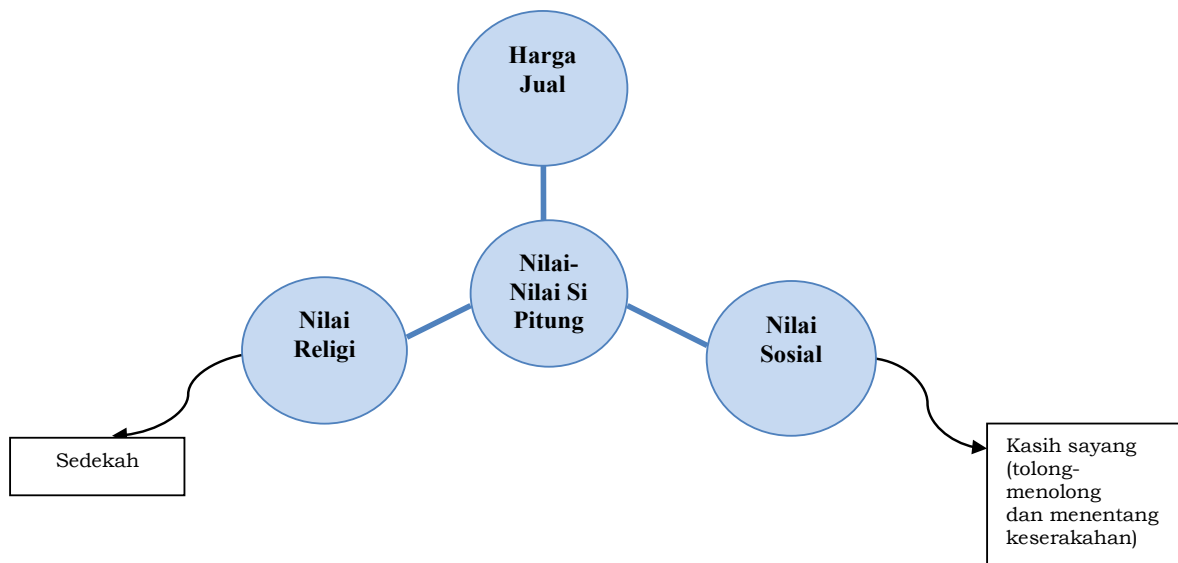 Harga
Jual
Nilai-
Nilai Si
Pitung
Nilai
Religi
Nilai
Sosial
Sedekah
Kasih sayang
(tolong-
menolong
dan menentang
keserakahan)